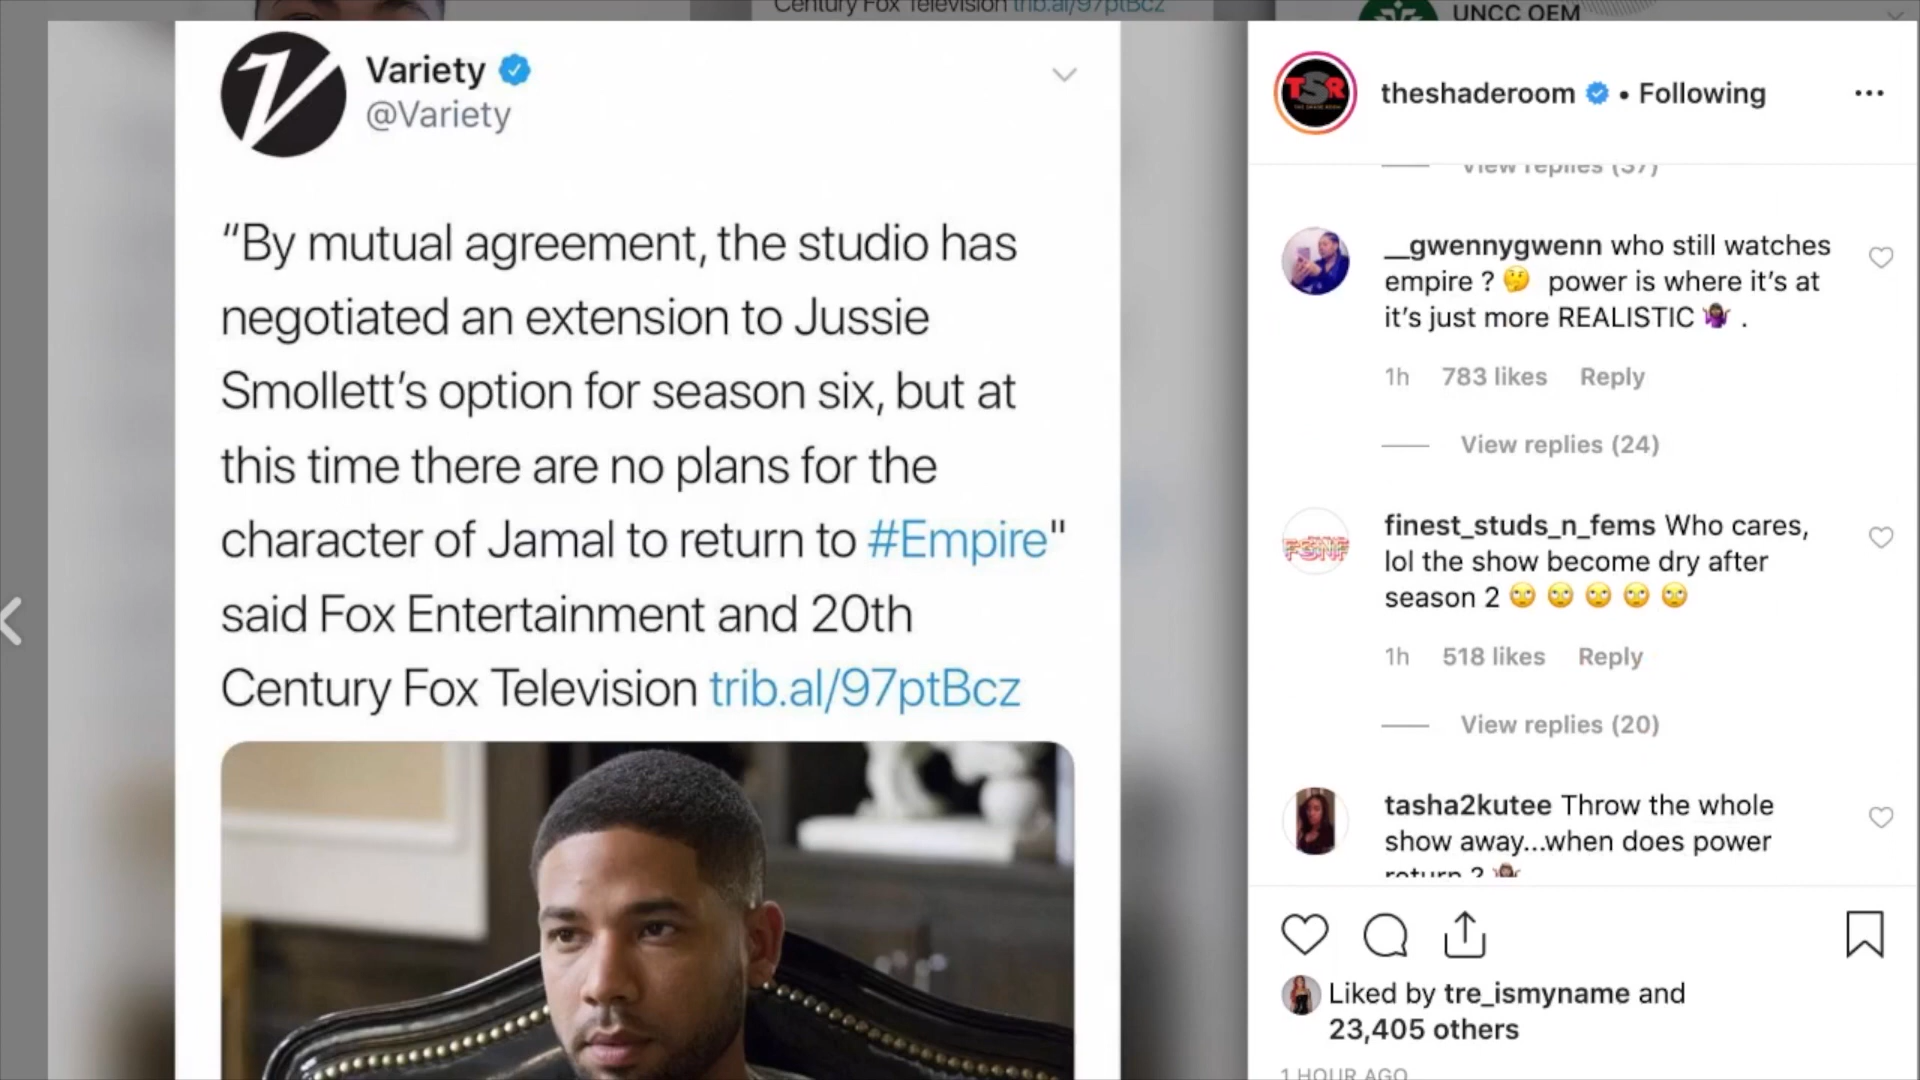 Century Fox Television trib.al/97ptBcz
UNCC OEM
Variety
@Variety
“By mutual agreement, the studio has
negotiated an extension to Jussie
Smollett’s option for season six, but at
this time there are no plans for the
character of Jamal to return to #Empire"
said Fox Entertainment and 20th
Century Fox Television trib.al/97ptBcz
TSR
THE SHADE ROOM
theshaderoom • Following
View replies (37)
__gwennygwenn who still watches
empire ? 🤔 power is where it’s at
it’s just more REALISTIC 🤷🏾‍♀️ .
1h 783 likes Reply
View replies (24)
FSNF
finest_studs_n_fems Who cares,
lol the show become dry after
season 2 🙄 🙄 🙄 🙄 🙄
1h 518 likes Reply
View replies (20)
tasha2kutee Throw the whole
show away...when does power
return ? 🤷🏽‍♀️
Liked by tre_ismyname and
23,405 others
1 HOUR AGO